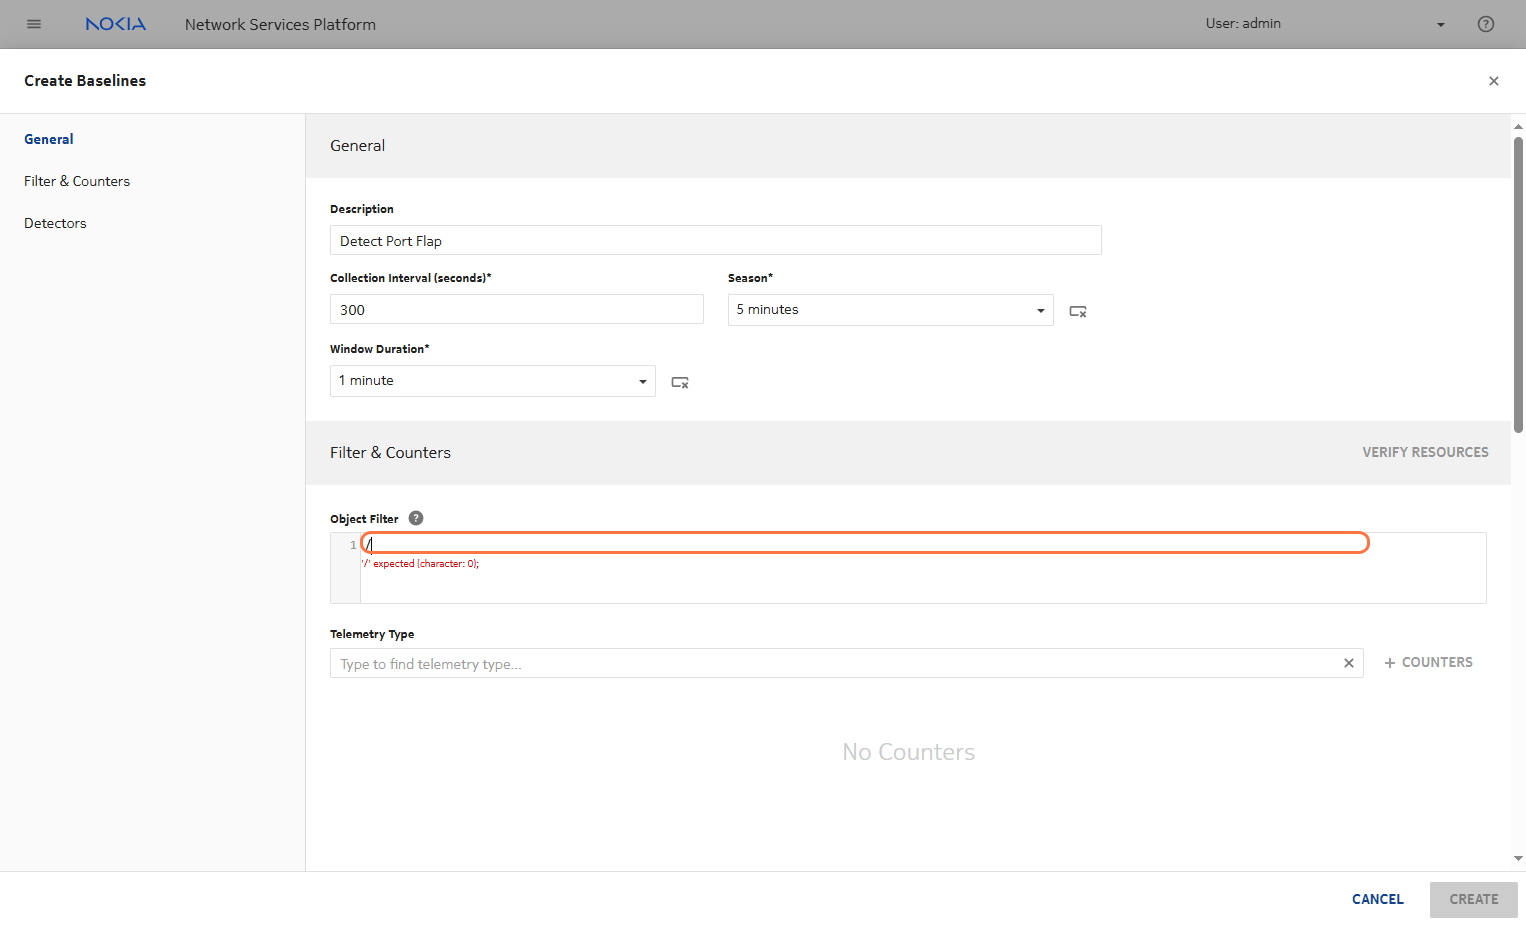 NOKIA Network Services Platform User: admin
Create Baselines
General
Filter & Counters
Detectors
General
Description
Detect Port Flap
Collection Interval (seconds)* Season*
300 5 minutes
Window Duration*
1 minute
Filter & Counters VERIFY RESOURCES
Object Filter ?
1 /
'/' expected (character: 0);
Telemetry Type
Type to find telemetry type... + COUNTERS
No Counters
CANCEL CREATE